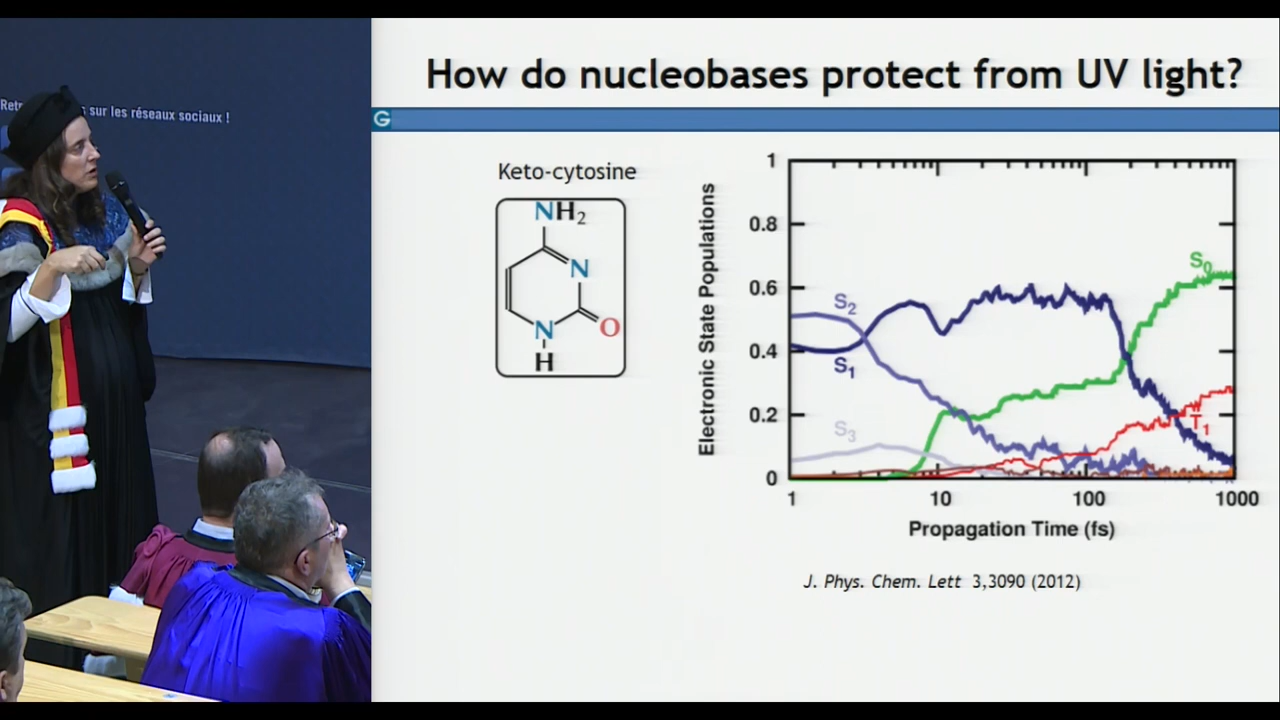 sur les réseaux sociaux !
How do nucleobases protect from UV light?
G
Keto-cytosine
NH₂
N
N
O
H
Electronic State Populations
1
0.8
0.6
0.4
0.2
0
S₂
S₁
S₃
S₀
T₁
1 10 100 1000
Propagation Time (fs)
J. Phys. Chem. Lett 3,3090 (2012)